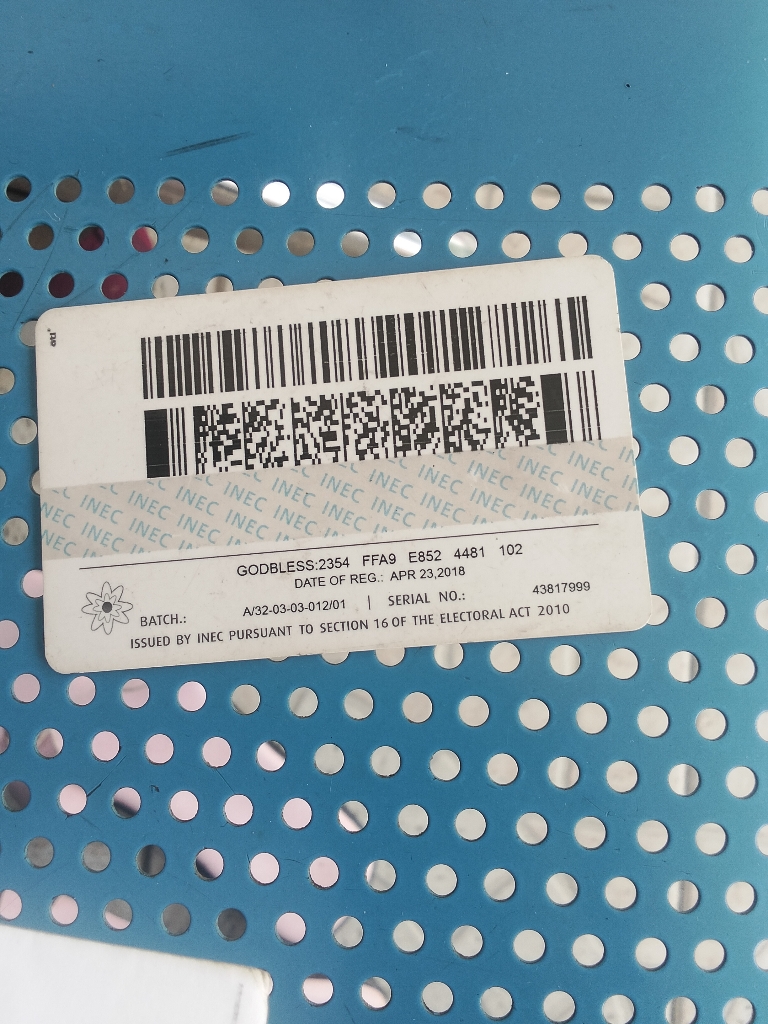 INEC INEC INEC INEC INEC INEC INEC
GODBLESS:2354 FFA9 E852 4481 102
DATE OF REG.: APR 23,2018
BATCH.: A/32-03-03-012/01 | SERIAL NO.: 43817999
ISSUED BY INEC PURSUANT TO SECTION 16 OF THE ELECTORAL ACT 2010